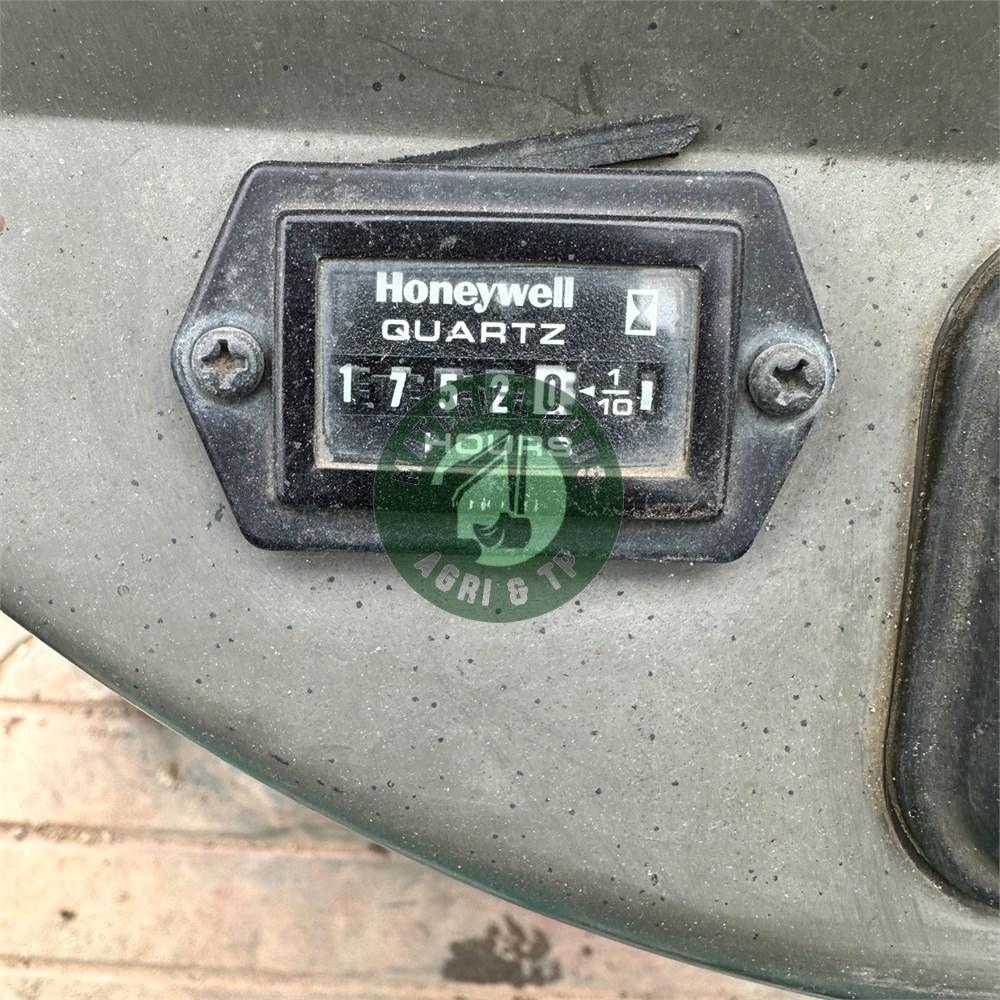 Honeywell
QUARTZ
1 7 5 2 0 ◄ 1/10
HOURS
AGRI & TP